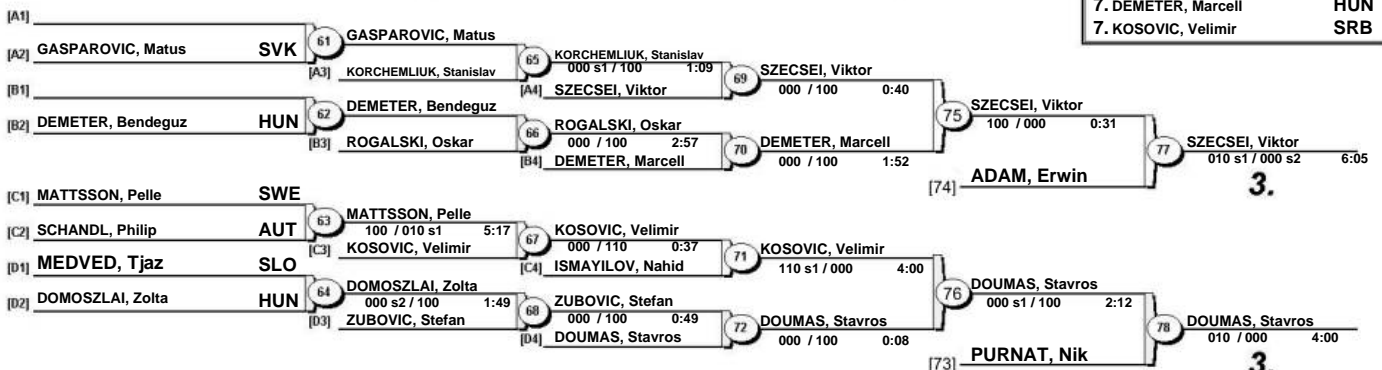 7. DEMETER, Marcell HUN
7. KOSOVIC, Velimir SRB
[A1]
[A2] GASPAROVIC, Matus SVK
61
GASPAROVIC, Matus
[A3] KORCHEMLIUK, Stanislav
65
KORCHEMLIUK, Stanislav
000 s1 / 100 1:09
[A4] SZECSEI, Viktor
69
SZECSEI, Viktor
000 / 100 0:40
[B1]
[B2] DEMETER, Bendeguz HUN
62
DEMETER, Bendeguz
[B3] ROGALSKI, Oskar
66
ROGALSKI, Oskar
000 / 100 2:57
[B4] DEMETER, Marcell
70
DEMETER, Marcell
000 / 100 1:52
75
SZECSEI, Viktor
100 / 000 0:31
[74] ADAM, Erwin
77
SZECSEI, Viktor
010 s1 / 000 s2 6:05
3.
[C1] MATTSSON, Pelle SWE
[C2] SCHANDL, Philip AUT
63
MATTSSON, Pelle
100 / 010 s1 5:17
[C3] KOSOVIC, Velimir
67
KOSOVIC, Velimir
000 / 110 0:37
[C4] ISMAYILOV, Nahid
71
KOSOVIC, Velimir
110 s1 / 000 4:00
[D1] MEDVED, Tjaz SLO
[D2] DOMOSZLAI, Zolta HUN
64
DOMOSZLAI, Zolta
000 s2 / 100 1:49
[D3] ZUBOVIC, Stefan
68
ZUBOVIC, Stefan
000 / 100 0:49
[D4] DOUMAS, Stavros
72
DOUMAS, Stavros
000 / 100 0:08
76
DOUMAS, Stavros
000 s1 / 100 2:12
[73] PURNAT, Nik
78
DOUMAS, Stavros
010 / 000 4:00
3.